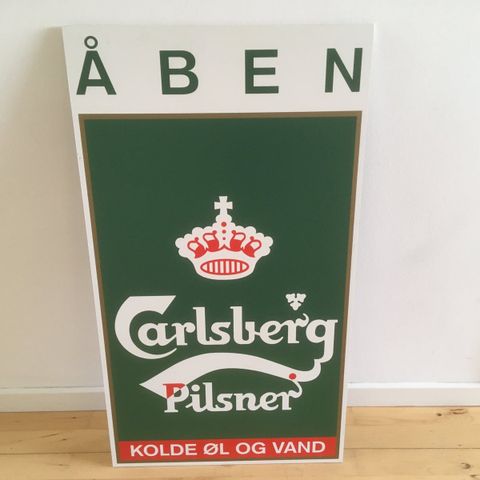 ÅBEN
Carlsberg
Pilsner
KOLDE ØL OG VAND